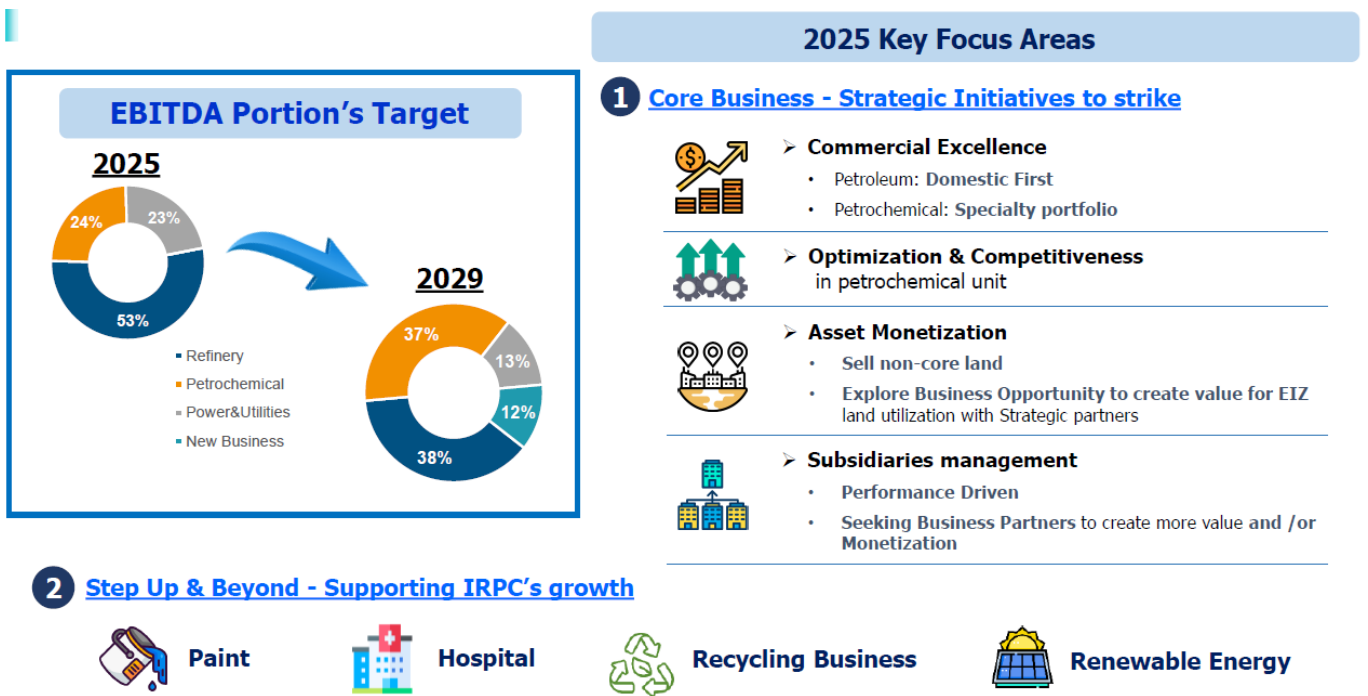 2025 Key Focus Areas
EBITDA Portion's Target
2025
24%
23%
53%
2029
37%
13%
12%
38%
Refinery
Petrochemical
Power&Utilities
New Business
1 Core Business - Strategic Initiatives to strike
➢ Commercial Excellence
• Petroleum: Domestic First
• Petrochemical: Specialty portfolio
➢ Optimization & Competitiveness
in petrochemical unit
➢ Asset Monetization
• Sell non-core land
• Explore Business Opportunity to create value for EIZ
land utilization with Strategic partners
➢ Subsidiaries management
• Performance Driven
• Seeking Business Partners to create more value and /or
Monetization
2 Step Up & Beyond - Supporting IRPC's growth
Paint
Hospital
Recycling Business
Renewable Energy